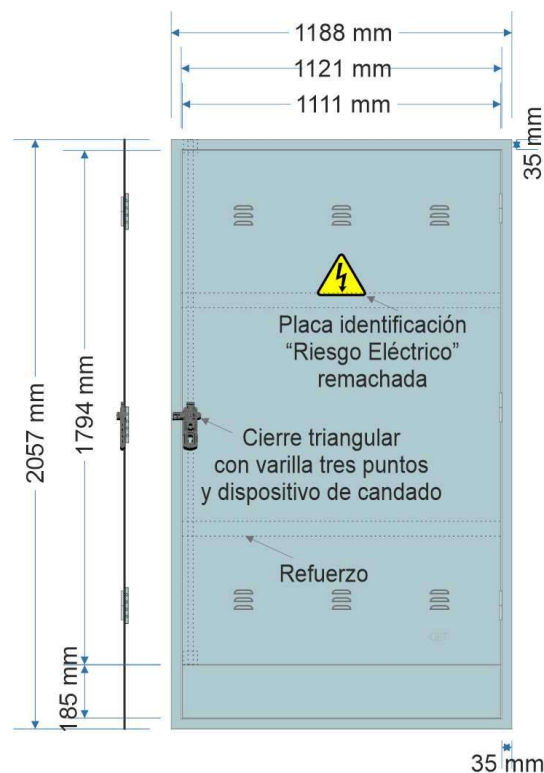 1188 mm
1121 mm
1111 mm
35 mm
2057 mm
1794 mm
185 mm
Placa identificación
“Riesgo Eléctrico”
remachada
Cierre triangular
con varilla tres puntos
y dispositivo de candado
Refuerzo
35 mm